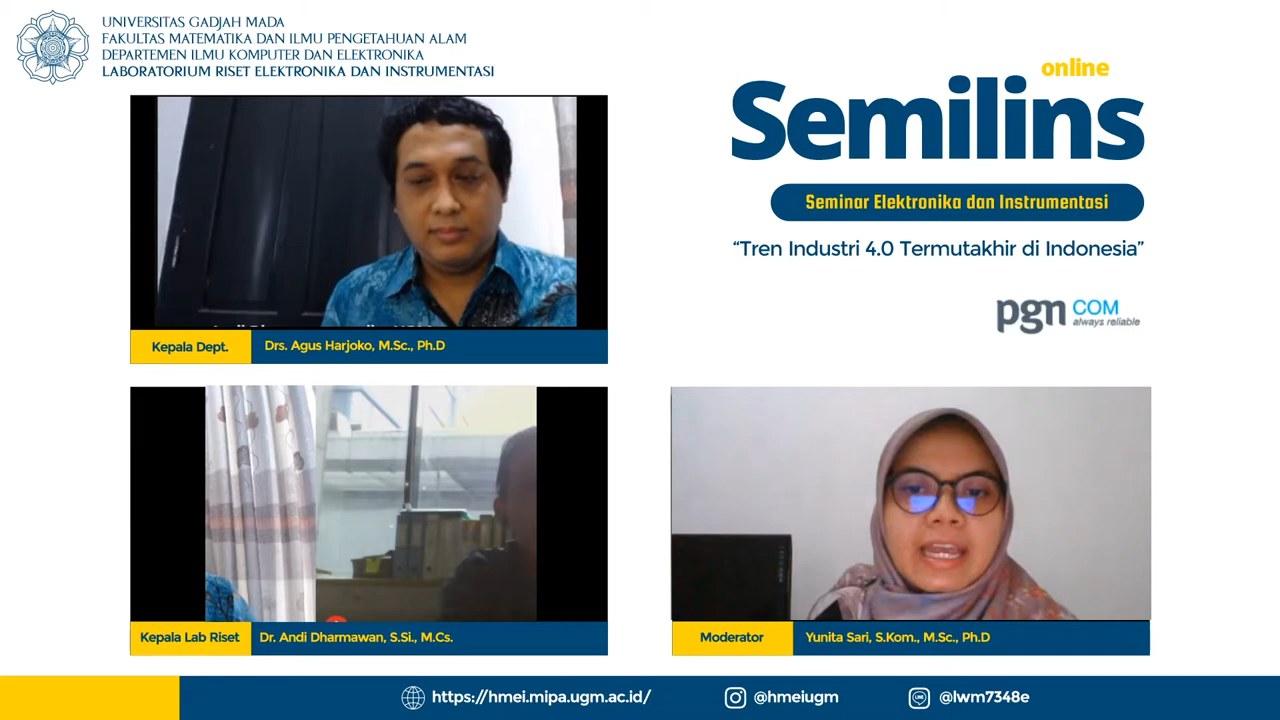 UNIVERSITAS GADJAH MADA
FAKULTAS MATEMATIKA DAN ILMU PENGETAHUAN ALAM
DEPARTEMEN ILMU KOMPUTER DAN ELEKTRONIKA
LABORATORIUM RISET ELEKTRONIKA DAN INSTRUMENTASI
online
Semilins
Seminar Elektronika dan Instrumentasi
“Tren Industri 4.0 Termutakhir di Indonesia”
pgn COM
always reliable
Kepala Dept. Drs. Agus Harjoko, M.Sc., Ph.D
Kepala Lab Riset Dr. Andi Dharmawan, S.Si., M.Cs.
Moderator Yunita Sari, S.Kom., M.Sc., Ph.D
https://hmei.mipa.ugm.ac.id/ @hmeiugm LINE @lwm7348e